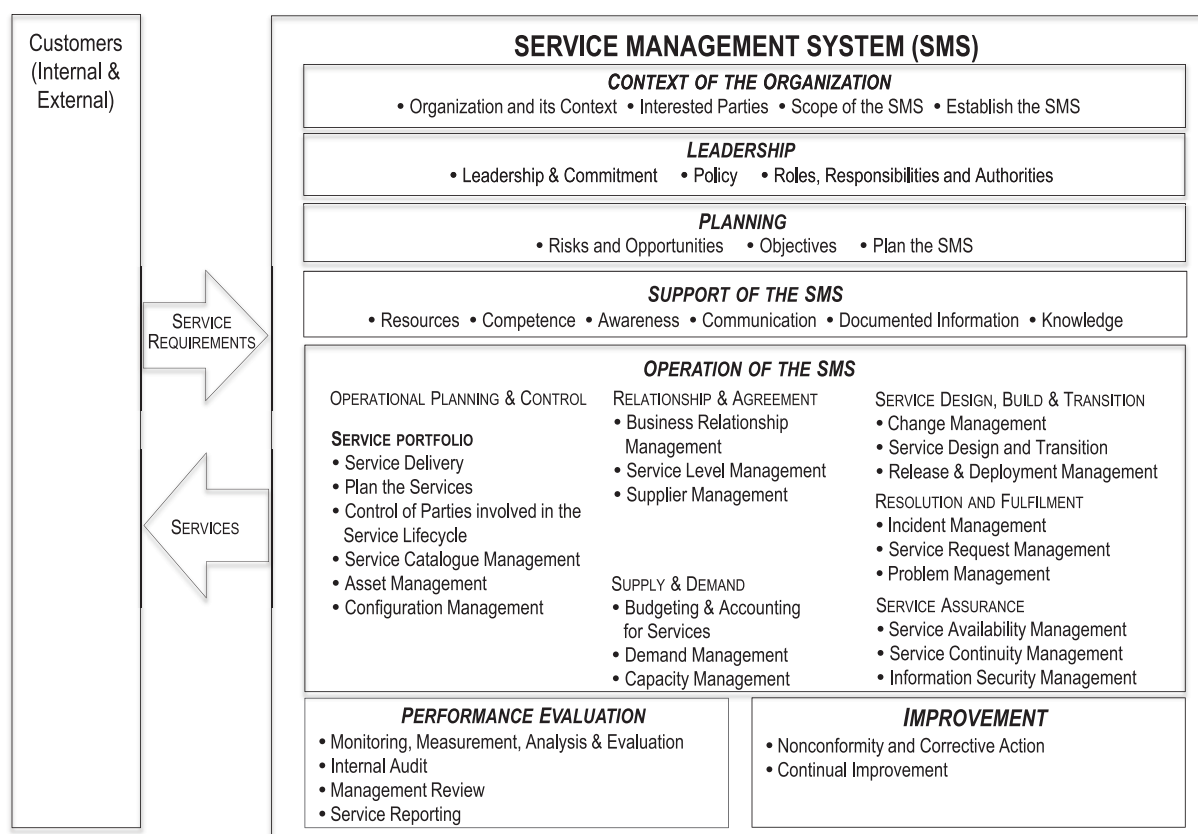 Customers
(Internal &
External)
SERVICE
REQUIREMENTS
SERVICES
SERVICE MANAGEMENT SYSTEM (SMS)
CONTEXT OF THE ORGANIZATION
• Organization and its Context • Interested Parties • Scope of the SMS • Establish the SMS
LEADERSHIP
• Leadership & Commitment • Policy • Roles, Responsibilities and Authorities
PLANNING
• Risks and Opportunities • Objectives • Plan the SMS
SUPPORT OF THE SMS
• Resources • Competence • Awareness • Communication • Documented Information • Knowledge
OPERATION OF THE SMS
OPERATIONAL PLANNING & CONTROL
SERVICE PORTFOLIO
• Service Delivery
• Plan the Services
• Control of Parties involved in the
Service Lifecycle
• Service Catalogue Management
• Asset Management
• Configuration Management
RELATIONSHIP & AGREEMENT
• Business Relationship
Management
• Service Level Management
• Supplier Management
SUPPLY & DEMAND
• Budgeting & Accounting
for Services
• Demand Management
• Capacity Management
SERVICE DESIGN, BUILD & TRANSITION
• Change Management
• Service Design and Transition
• Release & Deployment Management
RESOLUTION AND FULFILMENT
• Incident Management
• Service Request Management
• Problem Management
SERVICE ASSURANCE
• Service Availability Management
• Service Continuity Management
• Information Security Management
PERFORMANCE EVALUATION
• Monitoring, Measurement, Analysis & Evaluation
• Internal Audit
• Management Review
• Service Reporting
IMPROVEMENT
• Nonconformity and Corrective Action
• Continual Improvement